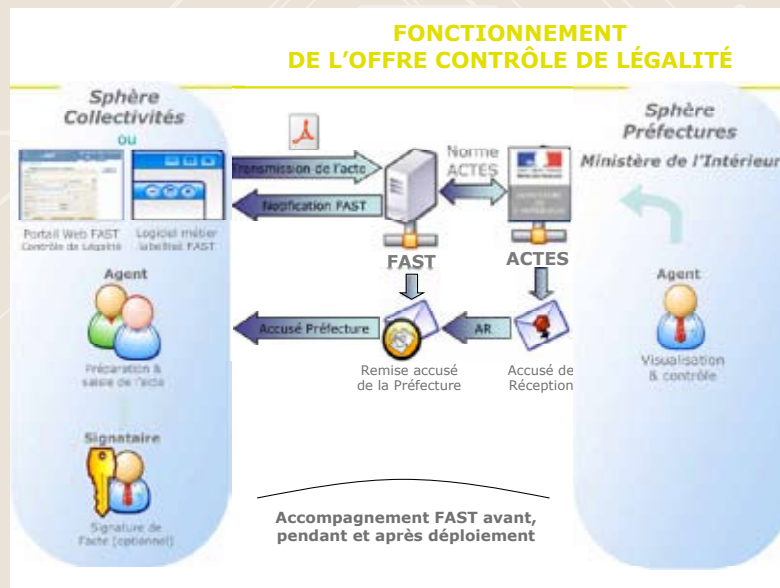 FONCTIONNEMENT
DE L'OFFRE CONTRÔLE DE LÉGALITÉ
Sphère
Collectivités
ou
Portail Web FAST
Contrôle de Légalité
Logiciel métier
labellisé FAST
Agent
Préparation &
saisie de l'acte
Signataire
Signature de
l'acte (optionnel)
Transmission de l'acte
Notification FAST
Norme
ACTES
FAST
ACTES
Accusé Préfecture
AR
Remise accusé
de la Préfecture
Accusé de
Réception
Accompagnement FAST avant,
pendant et après déploiement
Sphère
Préfectures
Ministère de l'Intérieur
Agent
Visualisation
& contrôle